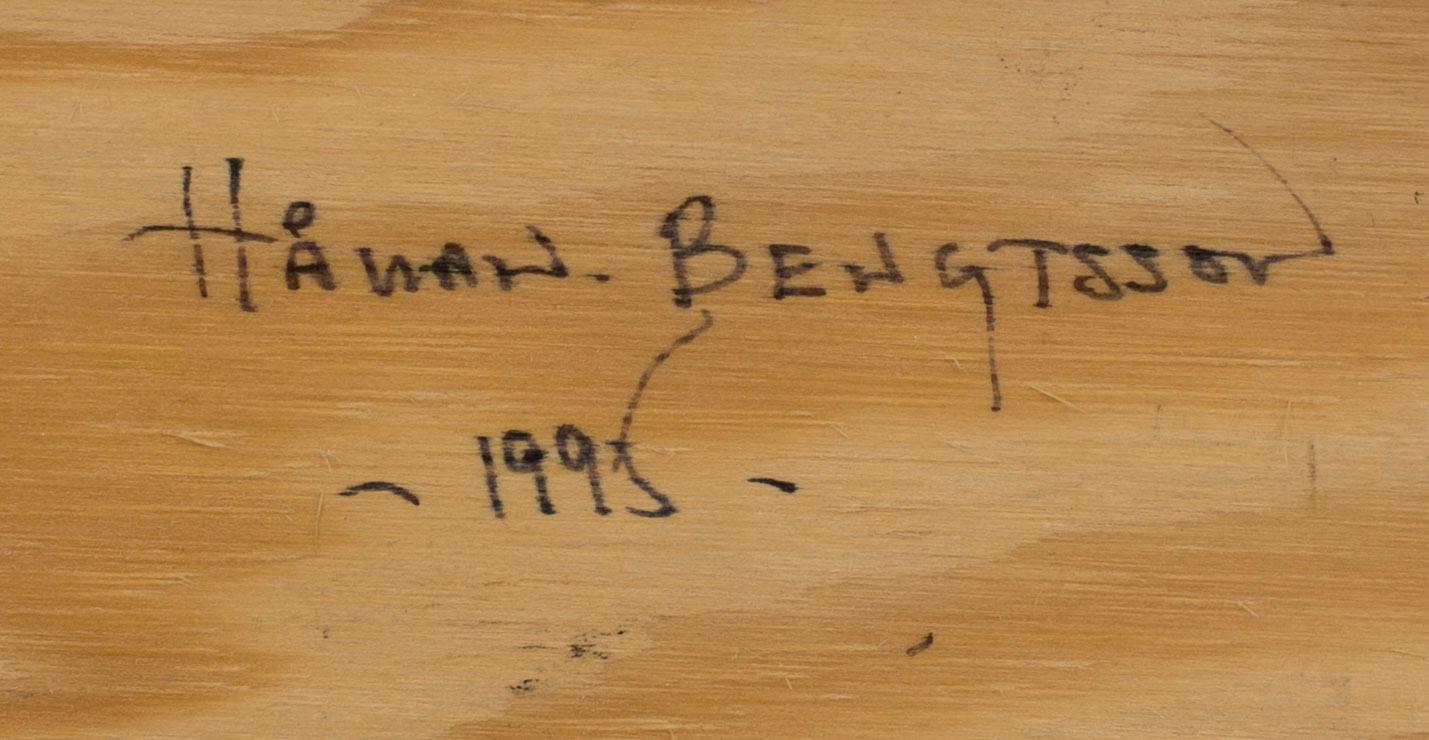 HÅKAN. BENGTSSON
~ 1995 -